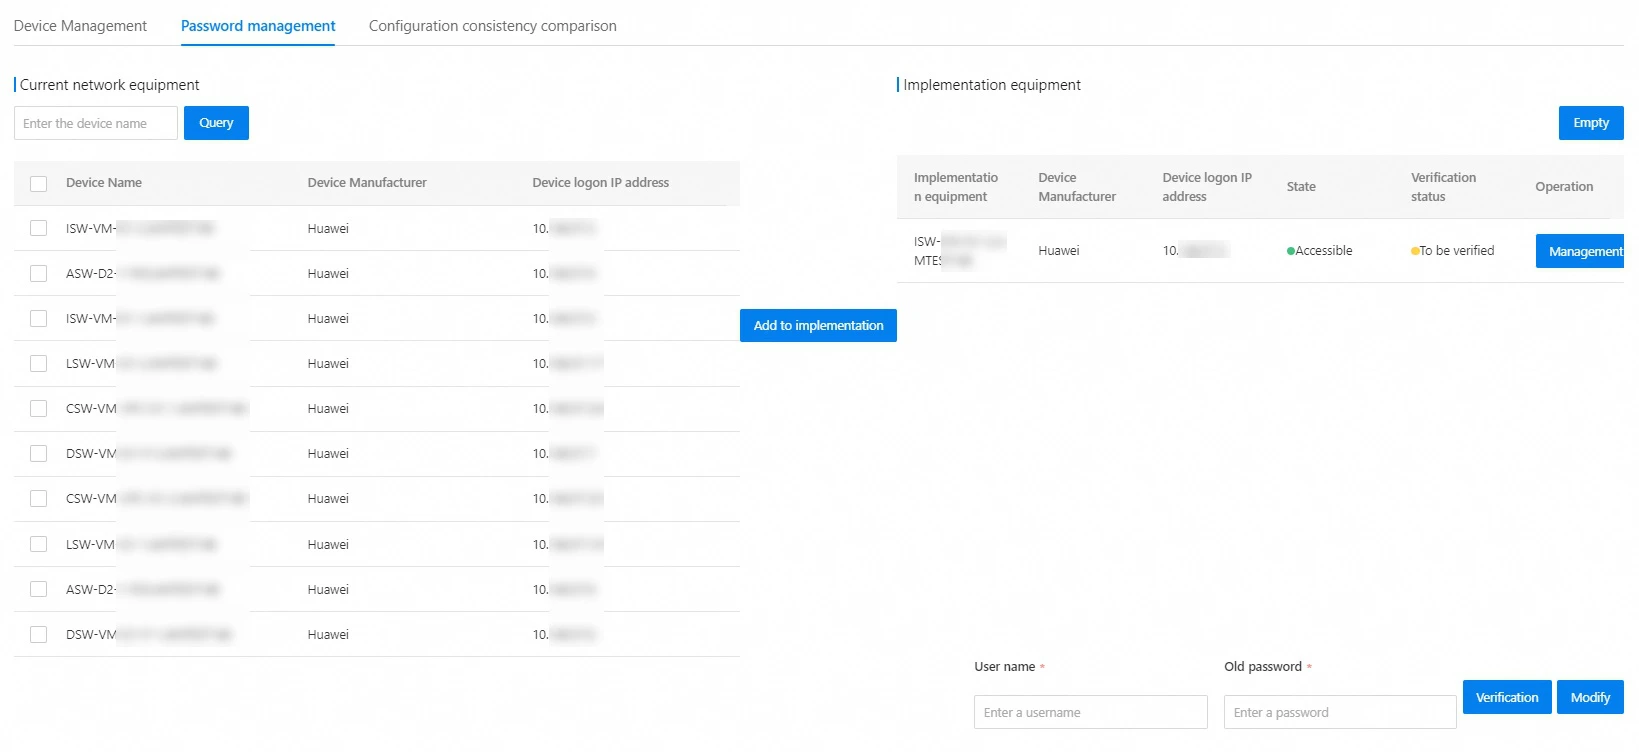 Device Management Password management Configuration consistency comparison
Current network equipment
Enter the device name Query
Device Name Device Manufacturer Device logon IP address
ISW-VM- Huawei 10.
ASW-D2- Huawei 10.
ISW-VM- Huawei 10.
LSW-VM Huawei 10.
CSW-VM Huawei 10.
DSW-VM Huawei 10.
CSW-VM Huawei 10.
LSW-VM Huawei 10.
ASW-D2- Huawei 10.
DSW-VM Huawei 10.
Add to implementation
Implementation equipment
Empty
Implementatio Device Device logon IP State Verification Operation
n equipment Manufacturer address status
ISW- Huawei 10. Accessible To be verified Management
MTES
User name * Old password *
Enter a username Enter a password Verification Modify